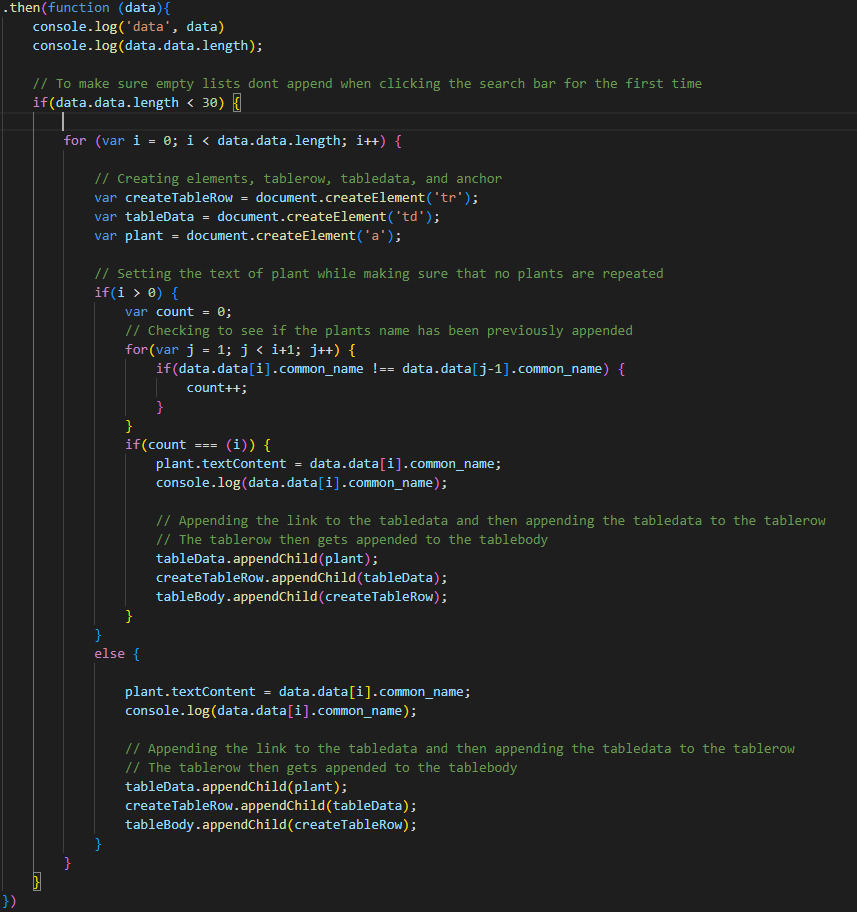 .then(function (data){
console.log('data', data)
console.log(data.data.length);
// To make sure empty lists dont append when clicking the search bar for the first time
if(data.data.length < 30) {
for (var i = 0; i < data.data.length; i++) {
// Creating elements, tablerow, tabledata, and anchor
var createTableRow = document.createElement('tr');
var tableData = document.createElement('td');
var plant = document.createElement('a');
// Setting the text of plant while making sure that no plants are repeated
if(i > 0) {
var count = 0;
// Checking to see if the plants name has been previously appended
for(var j = 1; j < i+1; j++) {
if(data.data[i].common_name !== data.data[j-1].common_name) {
count++;
}
}
if(count === (i)) {
plant.textContent = data.data[i].common_name;
console.log(data.data[i].common_name);
// Appending the link to the tabledata and then appending the tabledata to the tablerow
// The tablerow then gets appended to the tablebody
tableData.appendChild(plant);
createTableRow.appendChild(tableData);
tableBody.appendChild(createTableRow);
}
}
else {
plant.textContent = data.data[i].common_name;
console.log(data.data[i].common_name);
// Appending the link to the tabledata and then appending the tabledata to the tablerow
// The tablerow then gets appended to the tablebody
tableData.appendChild(plant);
createTableRow.appendChild(tableData);
tableBody.appendChild(createTableRow);
}
}
}
})